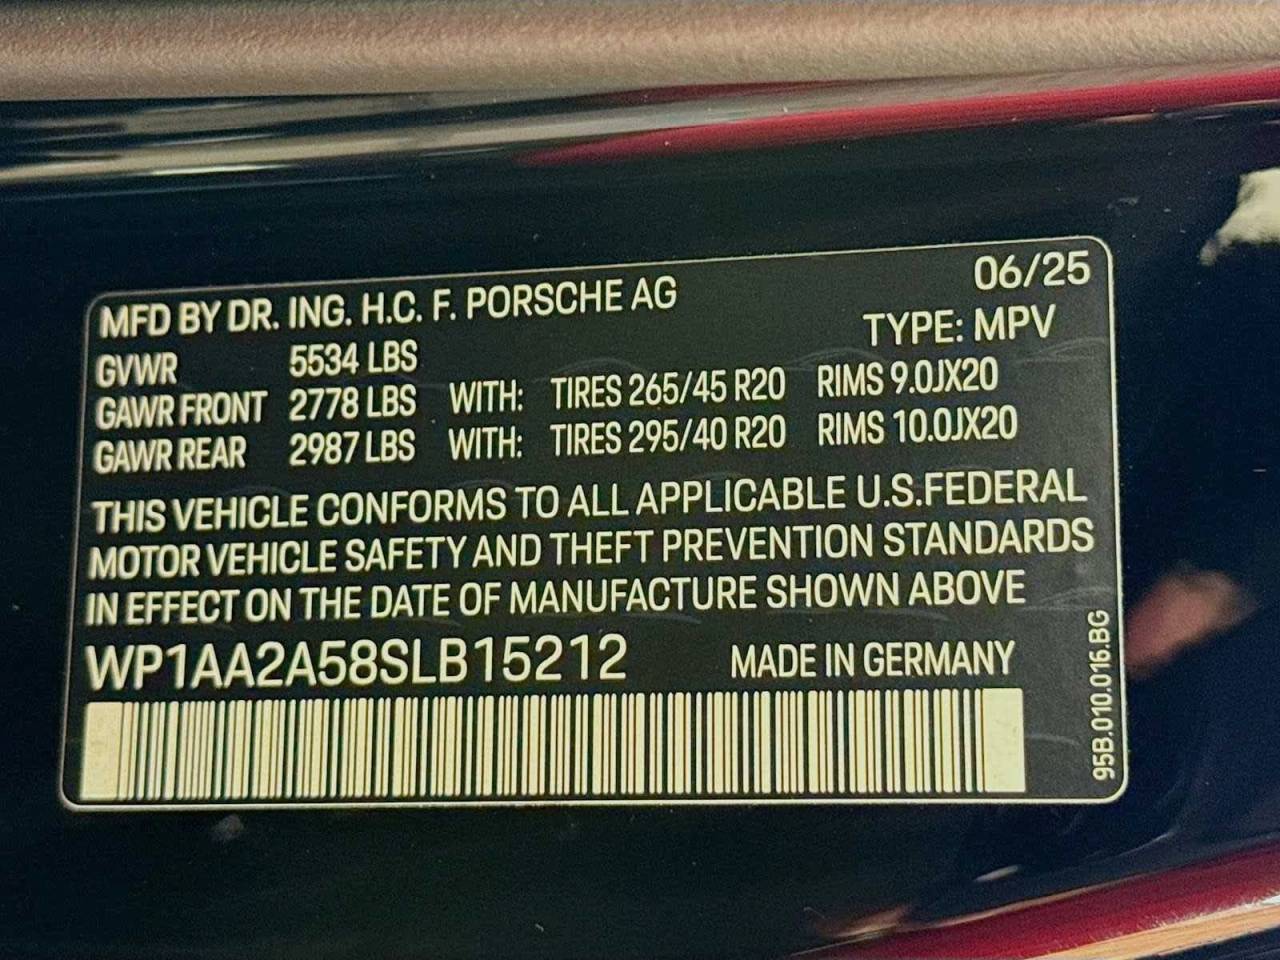 06/25
MFD BY DR. ING. H.C. F. PORSCHE AG
TYPE: MPV
GVWR 5534 LBS
GAWR FRONT 2778 LBS WITH: TIRES 265/45 R20 RIMS 9.0JX20
GAWR REAR 2987 LBS WITH: TIRES 295/40 R20 RIMS 10.0JX20
THIS VEHICLE CONFORMS TO ALL APPLICABLE U.S.FEDERAL
MOTOR VEHICLE SAFETY AND THEFT PREVENTION STANDARDS
IN EFFECT ON THE DATE OF MANUFACTURE SHOWN ABOVE
WP1AA2A58SLB15212 MADE IN GERMANY
95B.010.016.BG